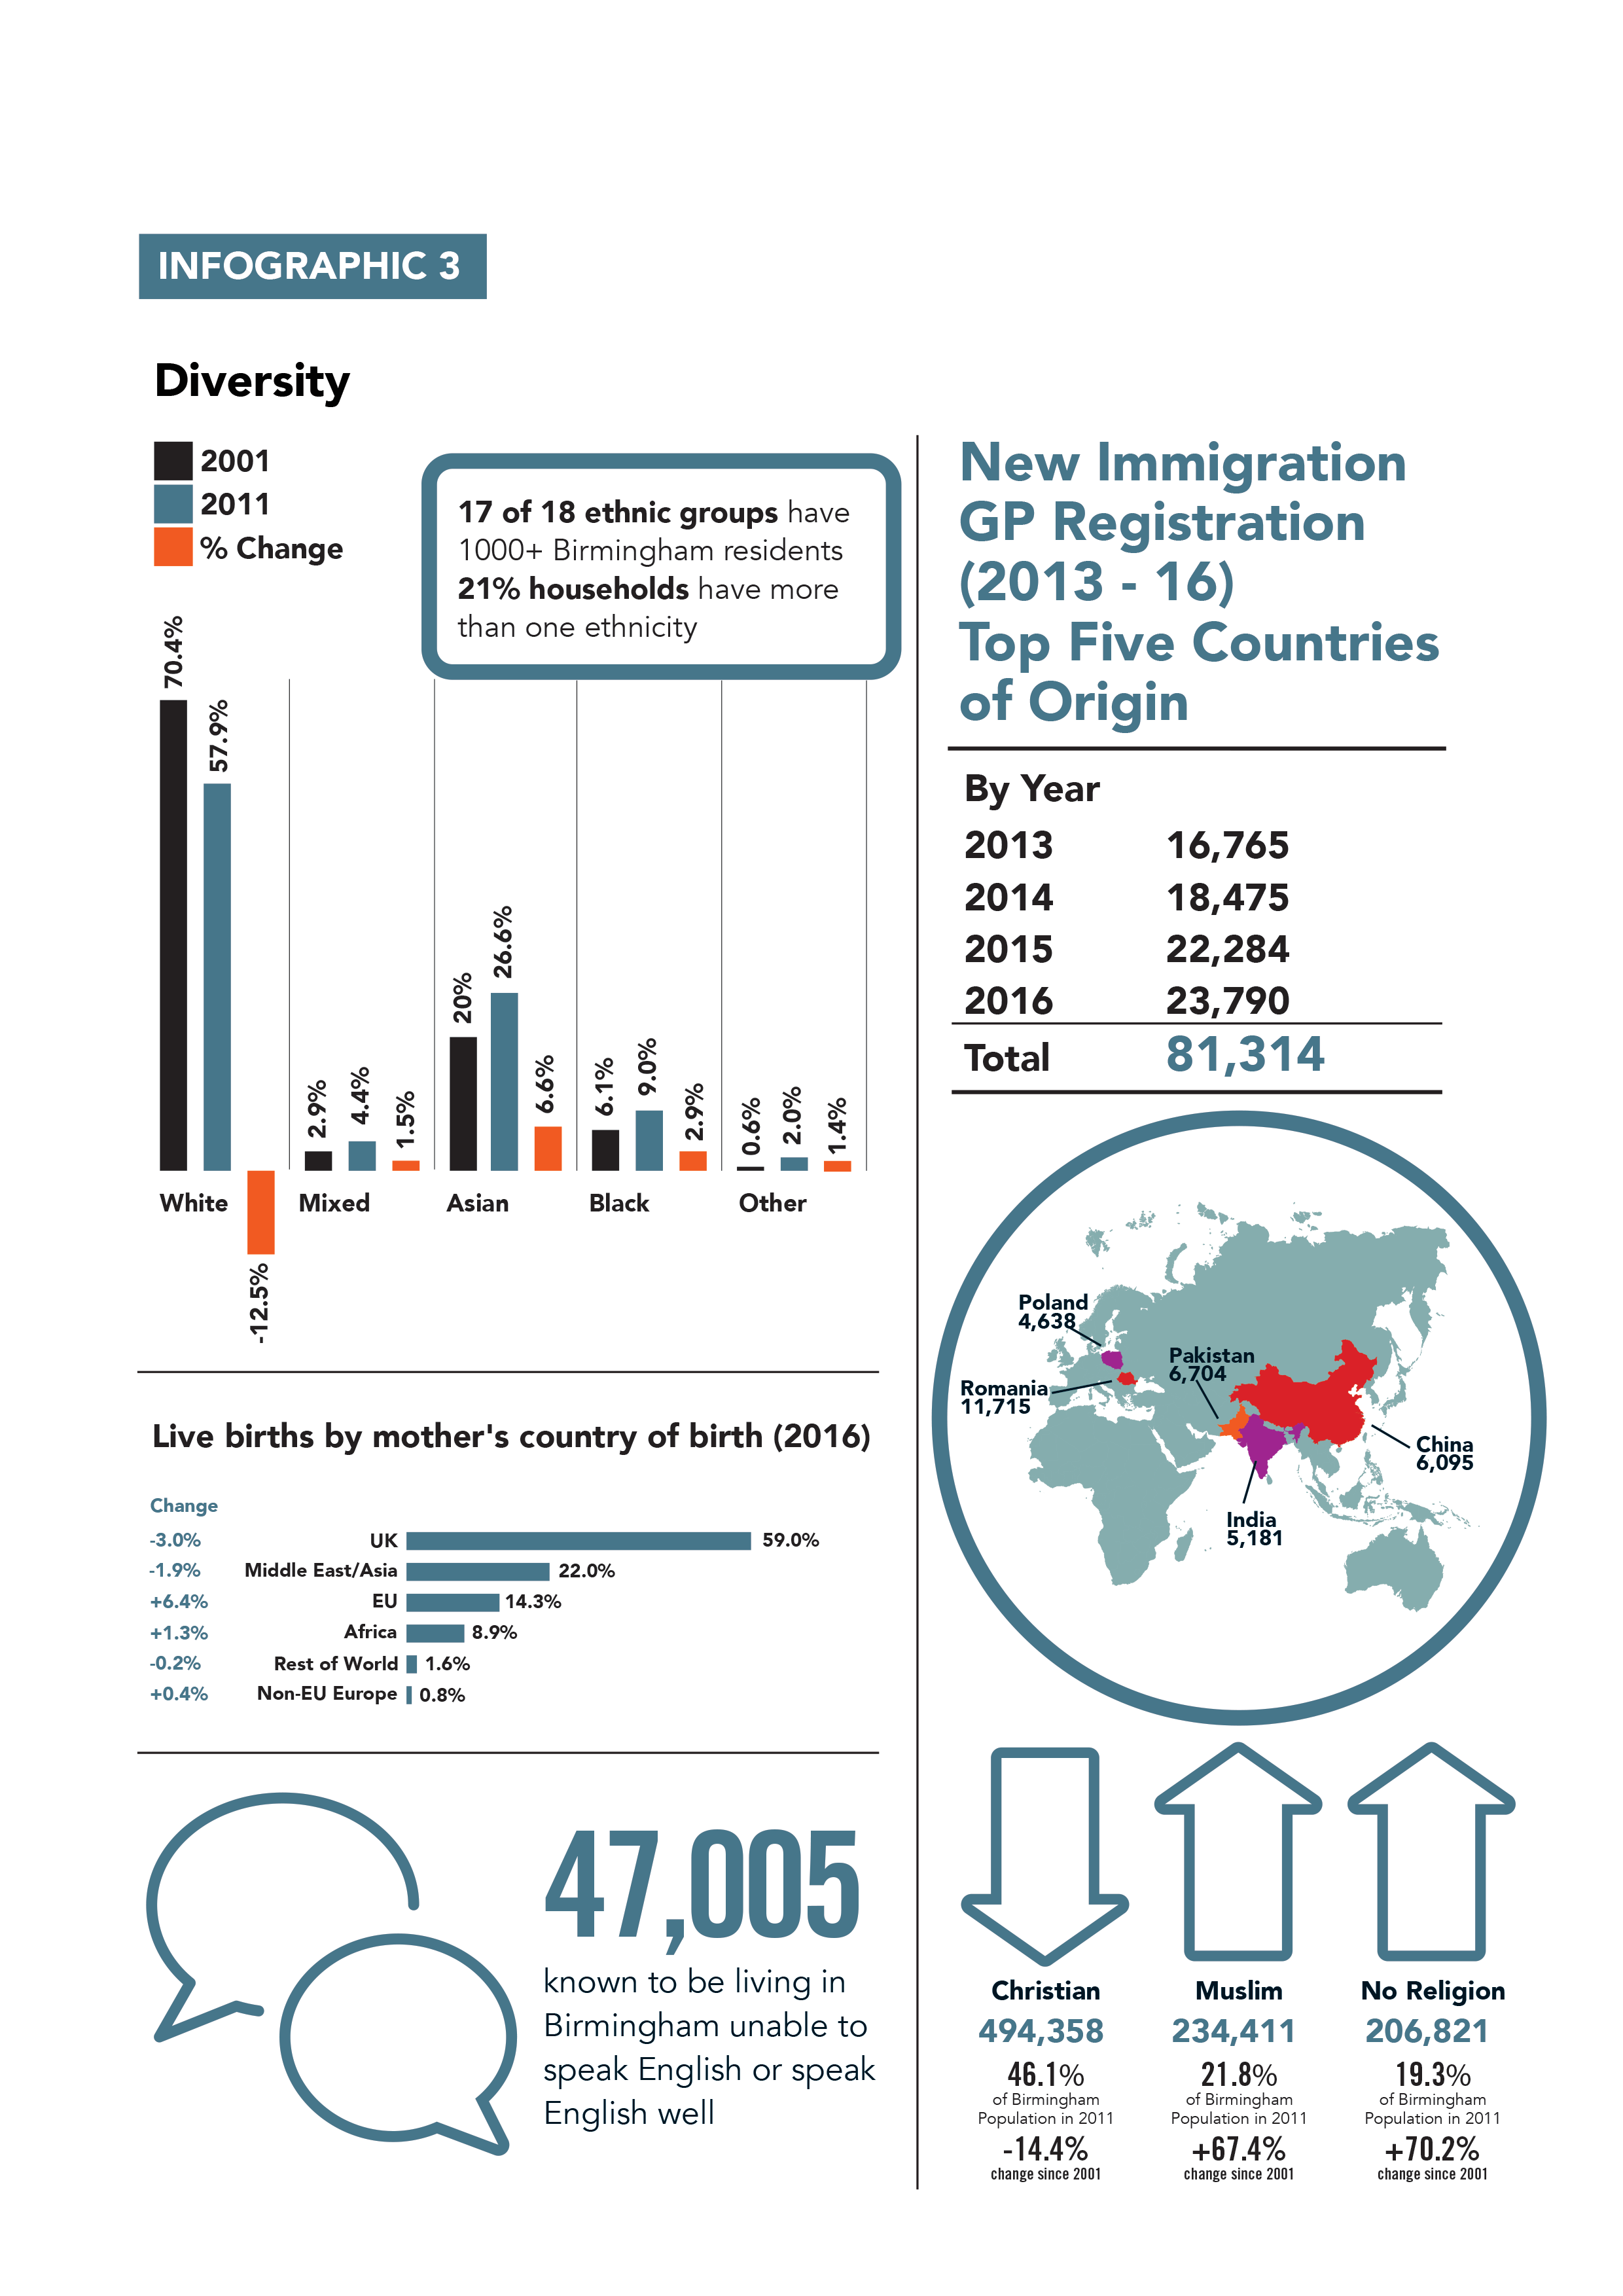 INFOGRAPHIC 3
Diversity
2001
2011
% Change
17 of 18 ethnic groups have
1000+ Birmingham residents
21% households have more
than one ethnicity
70.4%
57.9%
-12.5%
2.9%
4.4%
1.5%
20%
26.6%
6.6%
6.1%
9.0%
2.9%
0.6%
2.0%
1.4%
White
Mixed
Asian
Black
Other
Live births by mother's country of birth (2016)
Change
-3.0% UK 59.0%
-1.9% Middle East/Asia 22.0%
+6.4% EU 14.3%
+1.3% Africa 8.9%
-0.2% Rest of World 1.6%
+0.4% Non-EU Europe 0.8%
47,005
known to be living in
Birmingham unable to
speak English or speak
English well
New Immigration
GP Registration
(2013 - 16)
Top Five Countries
of Origin
By Year
2013 16,765
2014 18,475
2015 22,284
2016 23,790
Total 81,314
Poland
4,638
Pakistan
6,704
Romania
11,715
China
6,095
India
5,181
Christian
494,358
46.1%
of Birmingham
Population in 2011
-14.4%
change since 2001
Muslim
234,411
21.8%
of Birmingham
Population in 2011
+67.4%
change since 2001
No Religion
206,821
19.3%
of Birmingham
Population in 2011
+70.2%
change since 2001